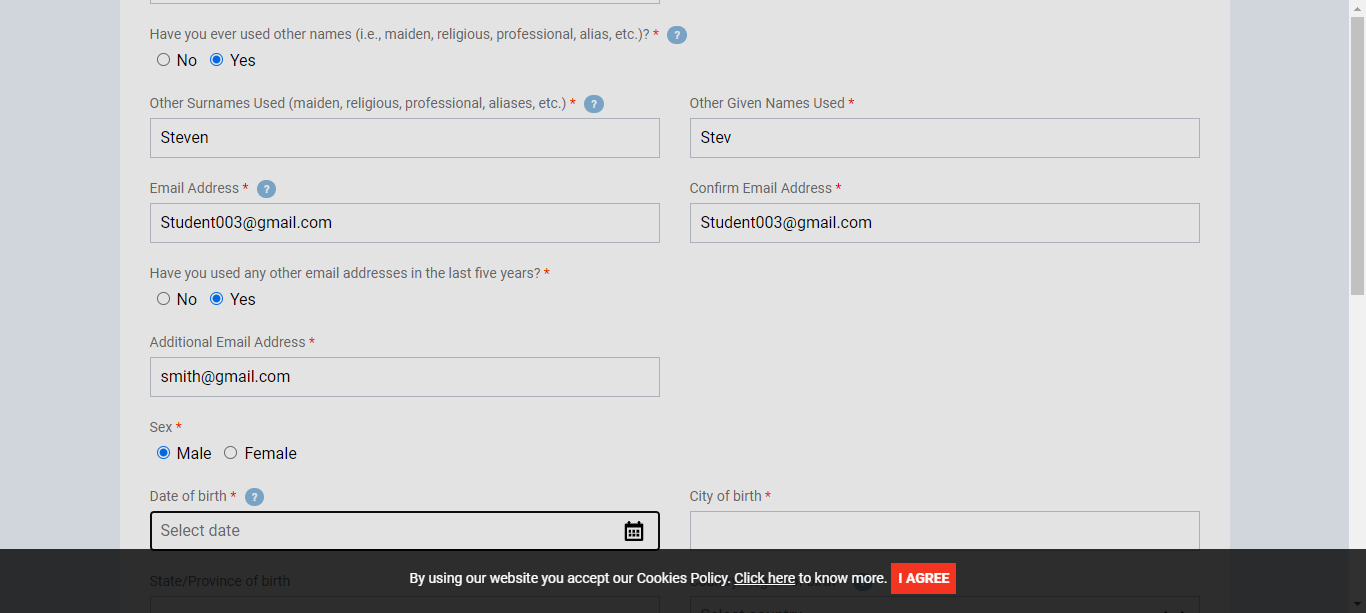 Have you ever used other names (i.e., maiden, religious, professional, alias, etc.)? * ?
No Yes
Other Surnames Used (maiden, religious, professional, aliases, etc.) * ? Other Given Names Used *
Steven Stev
Email Address * ? Confirm Email Address *
Student003@gmail.com Student003@gmail.com
Have you used any other email addresses in the last five years? *
No Yes
Additional Email Address *
smith@gmail.com
Sex *
Male Female
Date of birth * ? City of birth *
Select date
State/Province of birth
By using our website you accept our Cookies Policy. Click here to know more. I AGREE
Select country